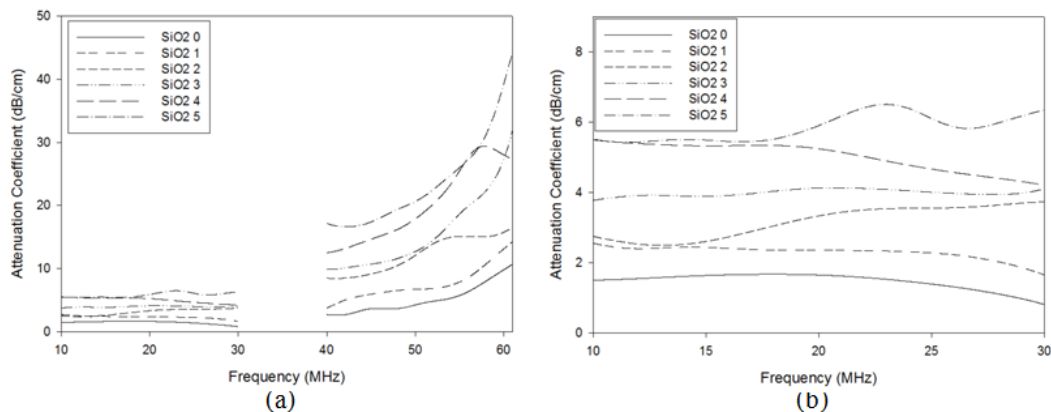 50
40
30
20
10
0
Attenuation Coefficient (dB/cm)
SiO2 0
SiO2 1
SiO2 2
SiO2 3
SiO2 4
SiO2 5
10
20
30
40
50
60
Frequency (MHz)
(a)
8
6
4
2
0
Attenuation Coefficient (dB/cm)
SiO2 0
SiO2 1
SiO2 2
SiO2 3
SiO2 4
SiO2 5
10
15
20
25
30
Frequency (MHz)
(b)